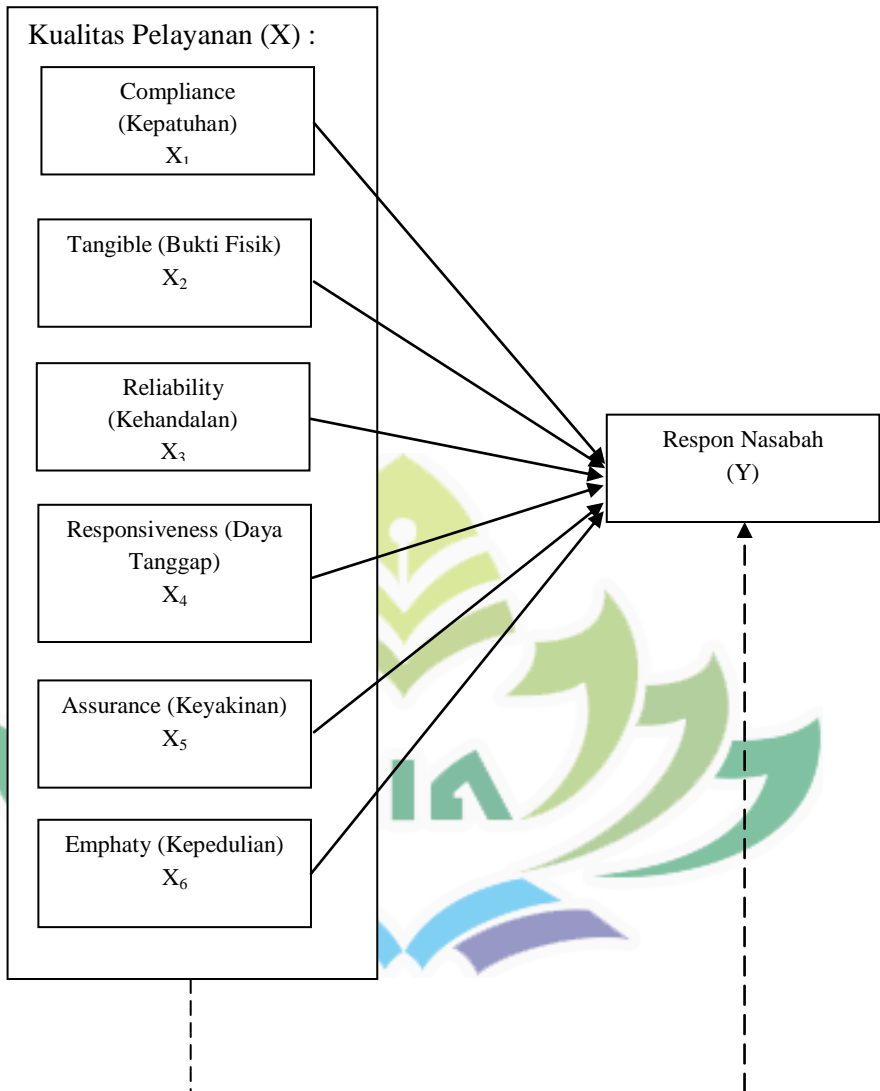 Kualitas Pelayanan (X) :
Compliance
(Kepatuhan)
X₁
Tangible (Bukti Fisik)
X₂
Reliability
(Kehandalan)
X₃
Responsiveness (Daya
Tanggap)
X₄
Assurance (Keyakinan)
X₅
Emphaty (Kepedulian)
X₆
Respon Nasabah
(Y)